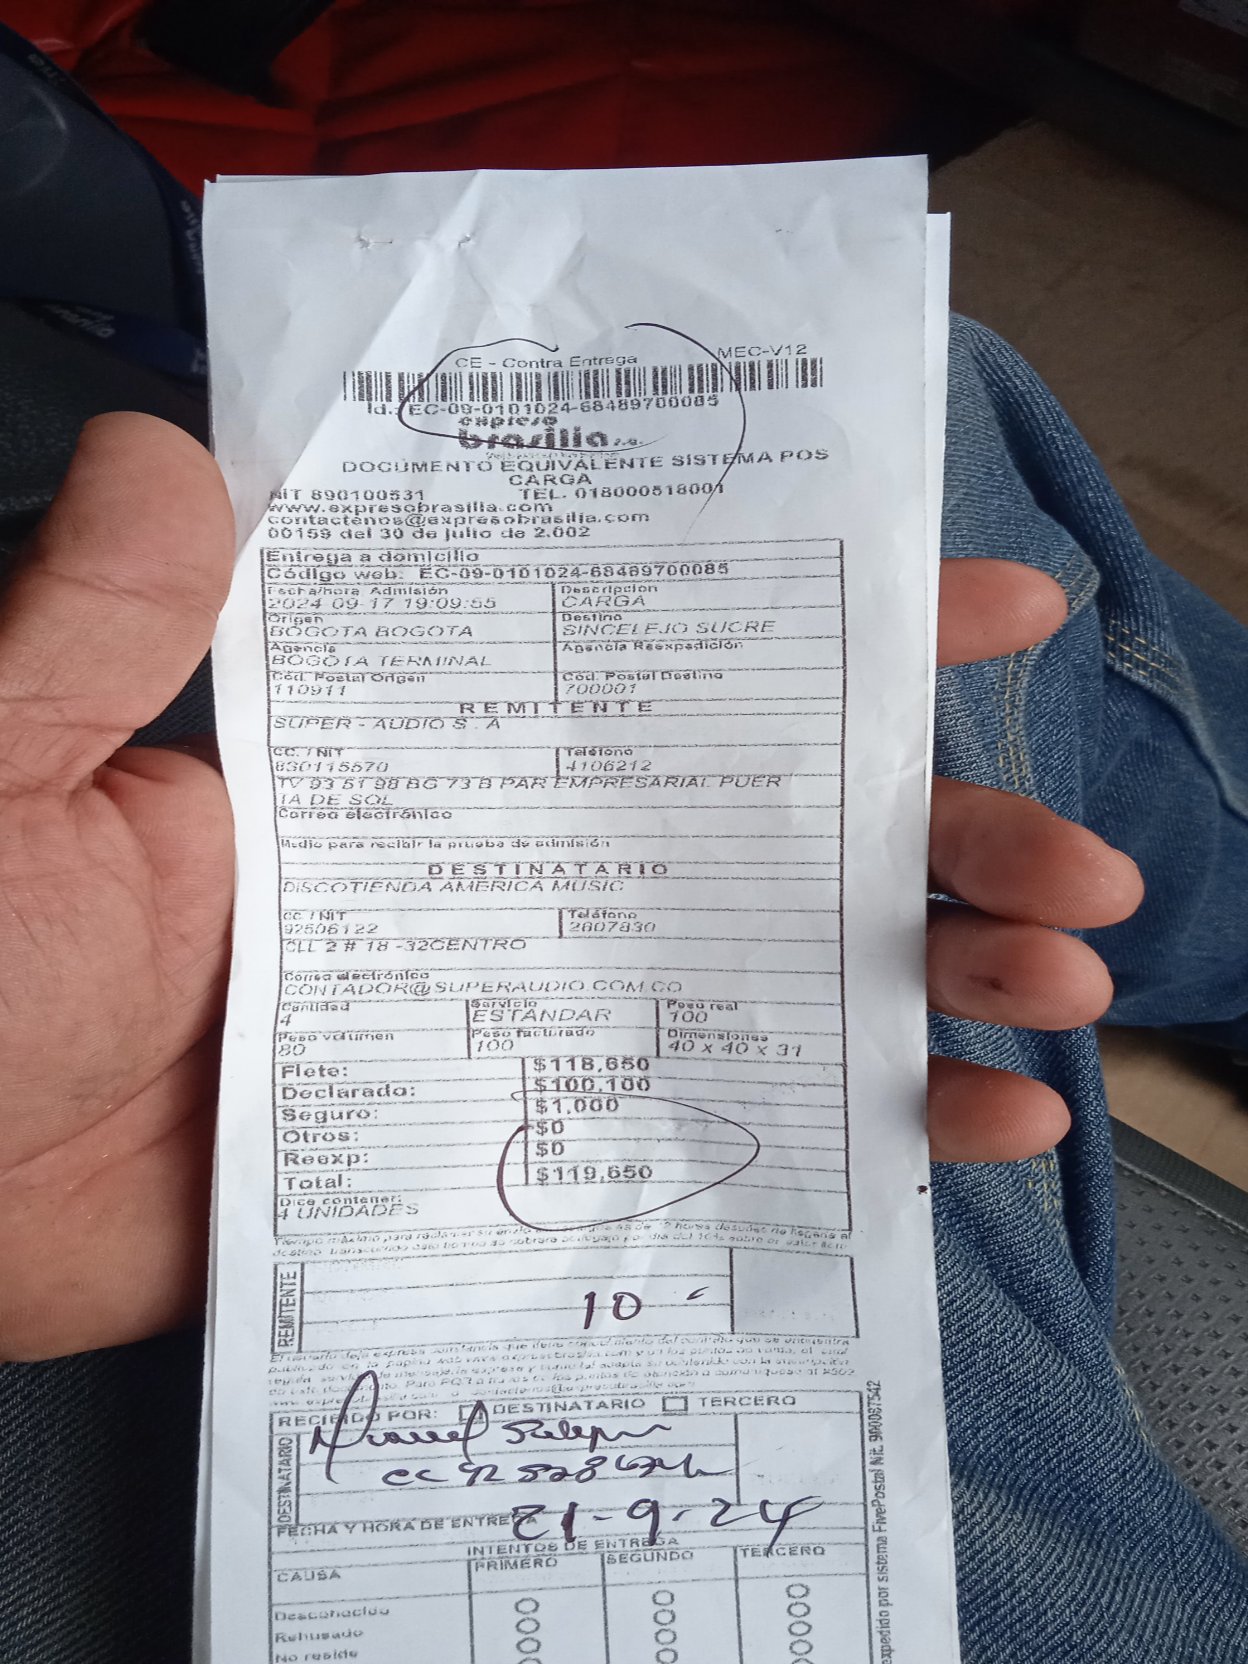 CE - Contra Entrega
MEC-V12
Id.: EC-09-0101024-68489700085
expreso
brasilia s.a.
DOCUMENTO EQUIVALENTE SISTEMA POS
CARGA
NIT 890100531 TEL. 018000518001
www.expresobrasilia.com
contactenos@expresobrasilia.com
00159 del 30 de julio de 2.002
Entrega a domicilio
Código web: EC-09-0101024-68489700085
Fecha/hora Admisión Descripción
2024-09-17 19:09:55 CARGA
Origen Destino
BOGOTA BOGOTA SINCELEJO SUCRE
Agencia Agencia Reexpedición
BOGOTA TERMINAL
Cód. Postal Origen Cód. Postal Destino
110911 700001
REMITENTE
SUPER - AUDIO S . A
CC. / NIT Teléfono
830115570 4106212
TV 93 51 98 BG 73 B PAR EMPRESARIAL PUER
TA DE SOL
Correo electrónico
Medio para recibir la prueba de admisión
DESTINATARIO
DISCOTIENDA AMERICA MUSIC
CC / NIT Teléfono
92506122 2807830
CLL 2 # 18 -32CENTRO
Correo electrónico
CONTADOR@SUPERAUDIO.COM.CO
Cantidad Servicio Peso real
4 ESTANDAR 100
Peso volumen Peso facturado Dimensiones
80 100 40 x 40 x 31
Flete: $118,650
Declarado: $100,100
Seguro: $1,000
Otros: $0
Reexp: $0
Total: $119,650
Dice contener:
4 UNIDADES
REMITENTE
10
RECIBIDO POR: DESTINATARIO TERCERO
DESTINATARIO
FECHA Y HORA DE ENTREGA
21-9-24
INTENTOS DE ENTREGA
CAUSA PRIMERO SEGUNDO TERCERO
Desconocido
Rehusado
No reside
expedido por sistema FivePostal Nit. 900087542